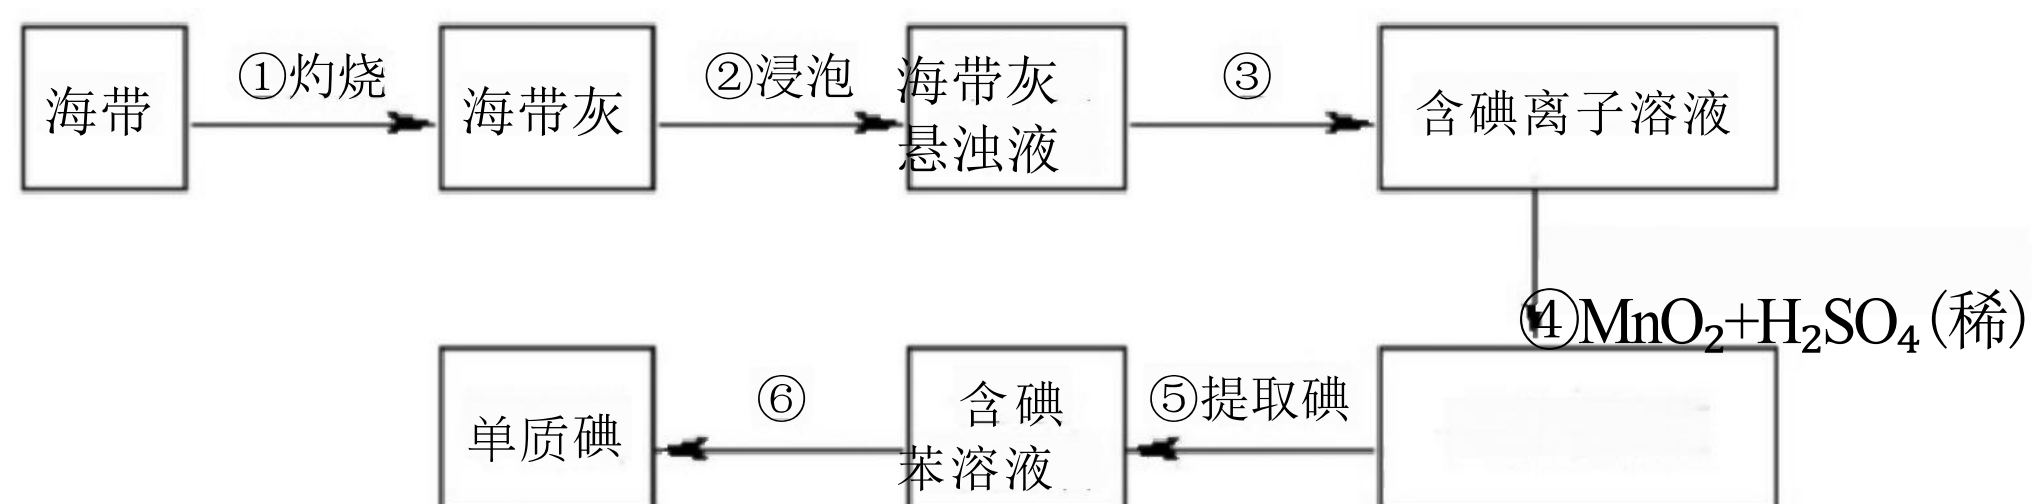 海带
①灼烧
海带灰
②浸泡
海带灰
悬浊液
③
含碘离子溶液
④MnO₂+H₂SO₄(稀)
⑤提取碘
含碘
苯溶液
⑥
单质碘